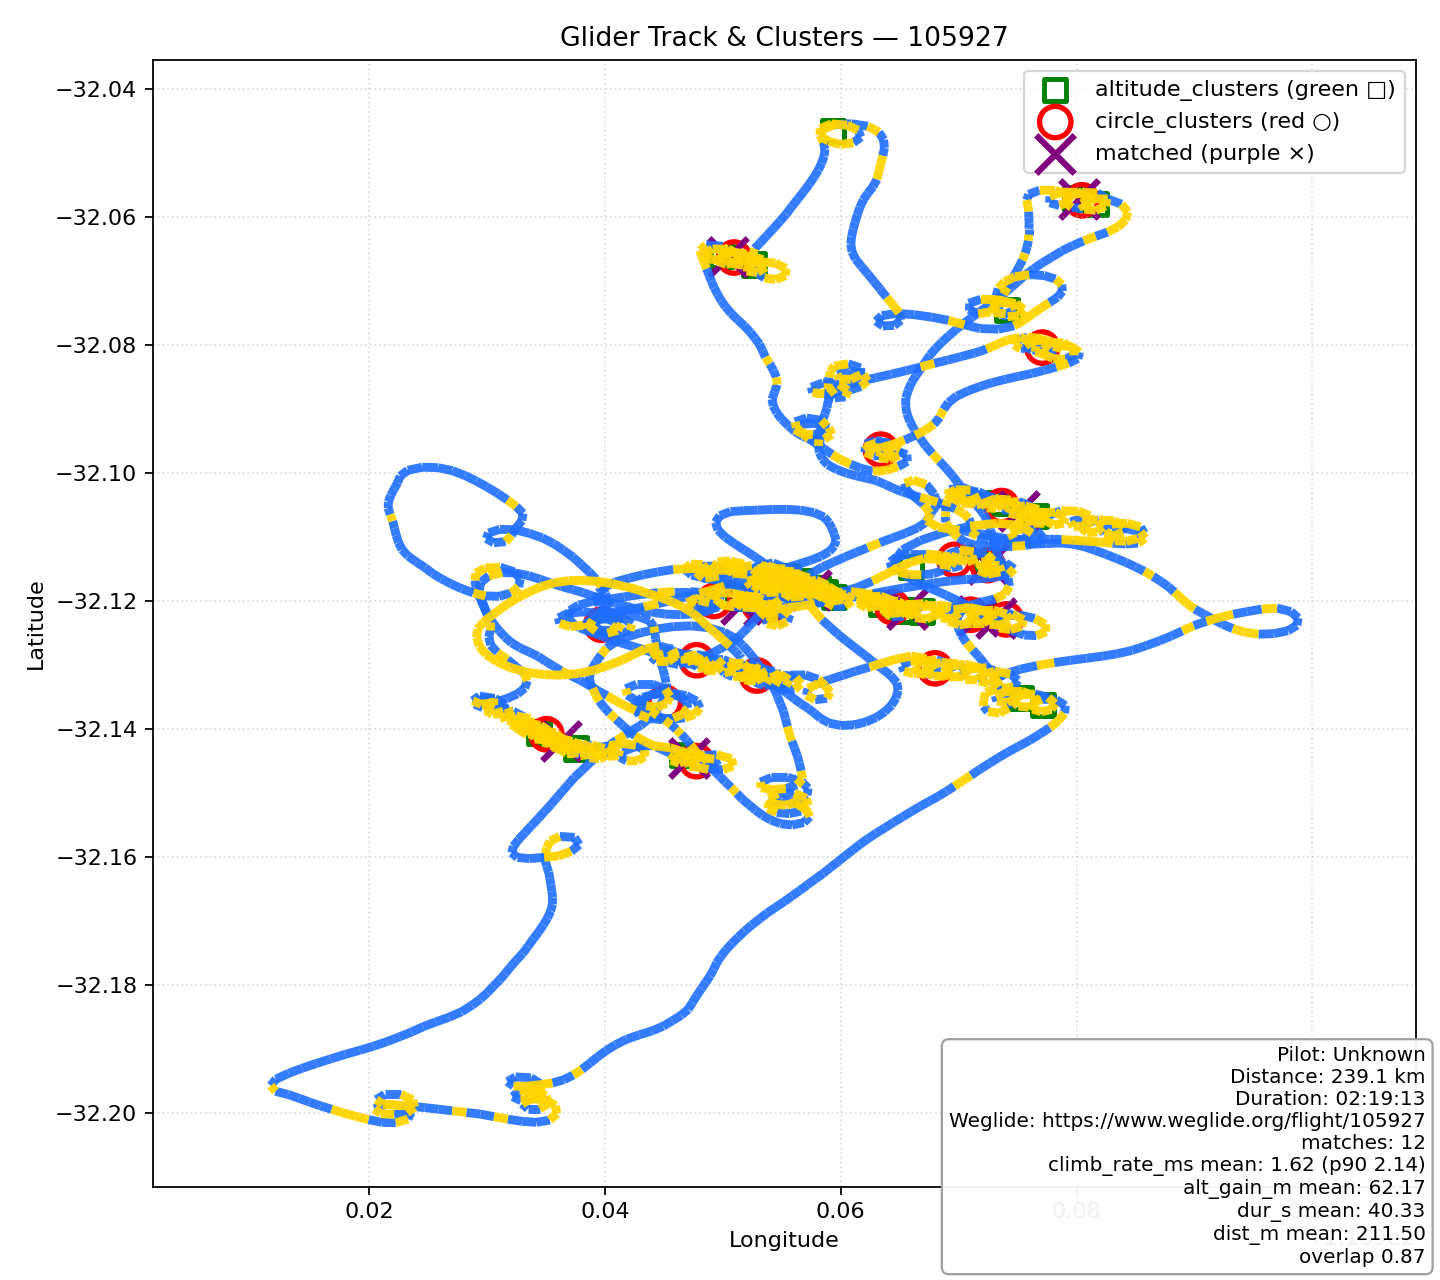 Glider Track & Clusters — 105927
altitude_clusters (green □)
circle_clusters (red ○)
matched (purple ×)
Latitude
−32.04
−32.06
−32.08
−32.10
−32.12
−32.14
−32.16
−32.18
−32.20
0.02
0.04
0.06
0.08
Longitude
Pilot: Unknown
Distance: 239.1 km
Duration: 02:19:13
Weglide: https://www.weglide.org/flight/105927
matches: 12
climb_rate_ms mean: 1.62 (p90 2.14)
alt_gain_m mean: 62.17
dur_s mean: 40.33
dist_m mean: 211.50
overlap 0.87